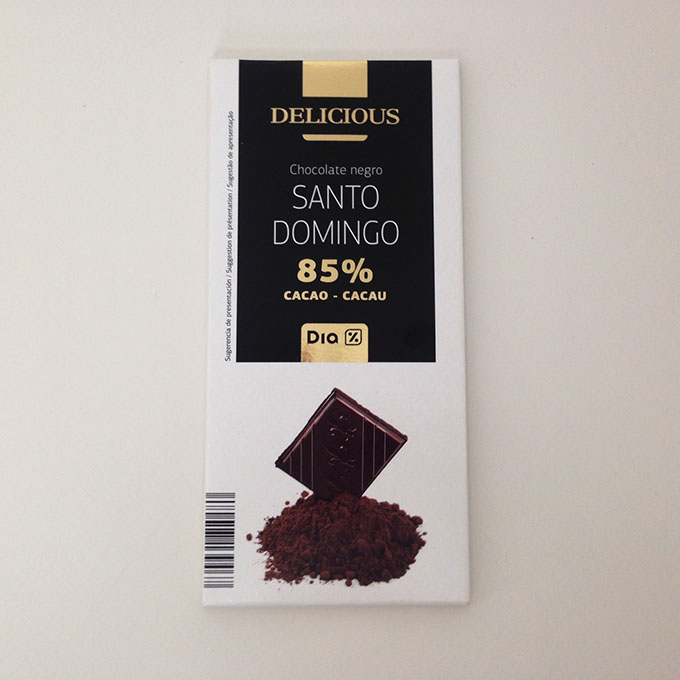 DELICIOUS
Chocolate negro
SANTO
DOMINGO
85%
CACAO - CACAU
Dia %
Sugerencia de presentación / Suggestion de présentation / Sugestão de apresentação